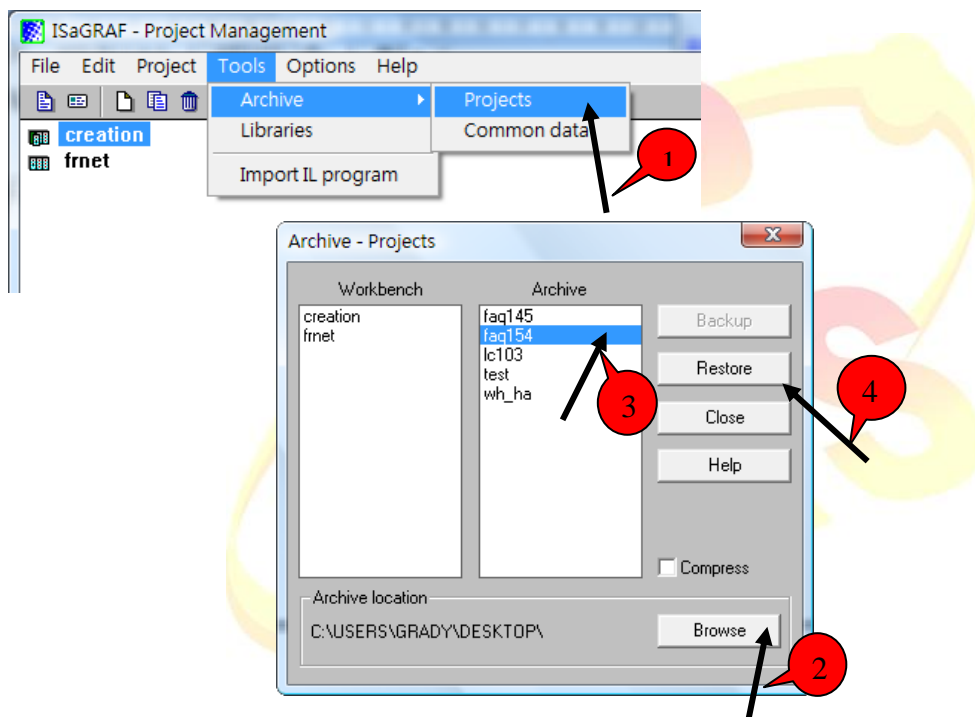 ISaGRAF - Project Management
File Edit Project Tools Options Help
Archive Projects
creation Libraries Common data
frnet
Import IL program
1
Archive - Projects
Workbench Archive
creation faq145 Backup
frnet faq154
lc103 Restore
test
wh_ha
3
4
Close
Help
Compress
Archive location
C:\USERS\GRADY\DESKTOP\ Browse
2